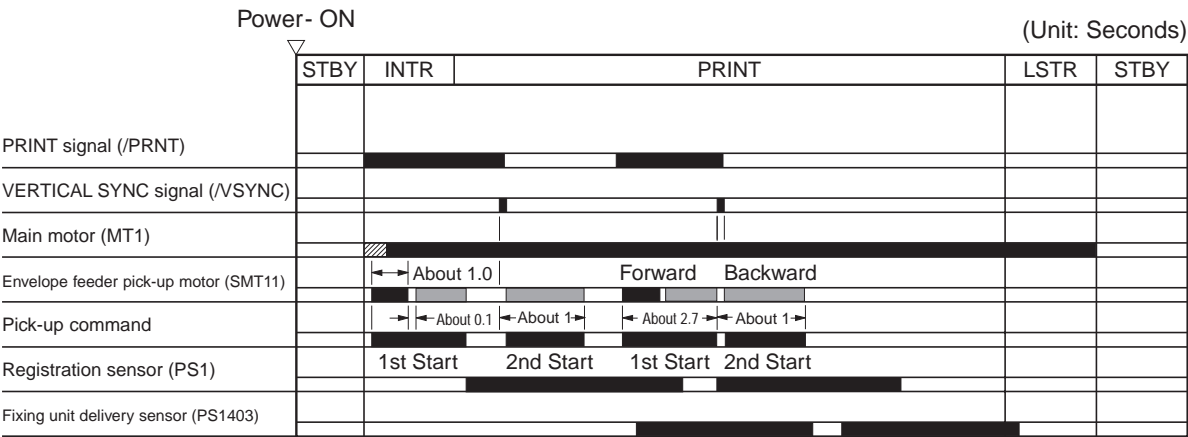 Power- ON
(Unit: Seconds)
STBY INTR PRINT LSTR STBY
PRINT signal (/PRNT)
VERTICAL SYNC signal (/VSYNC)
Main motor (MT1)
Envelope feeder pick-up motor (SMT11)
About 1.0 Forward Backward
Pick-up command
About 0.1 About 1 About 2.7 About 1
1st Start 2nd Start 1st Start 2nd Start
Registration sensor (PS1)
Fixing unit delivery sensor (PS1403)